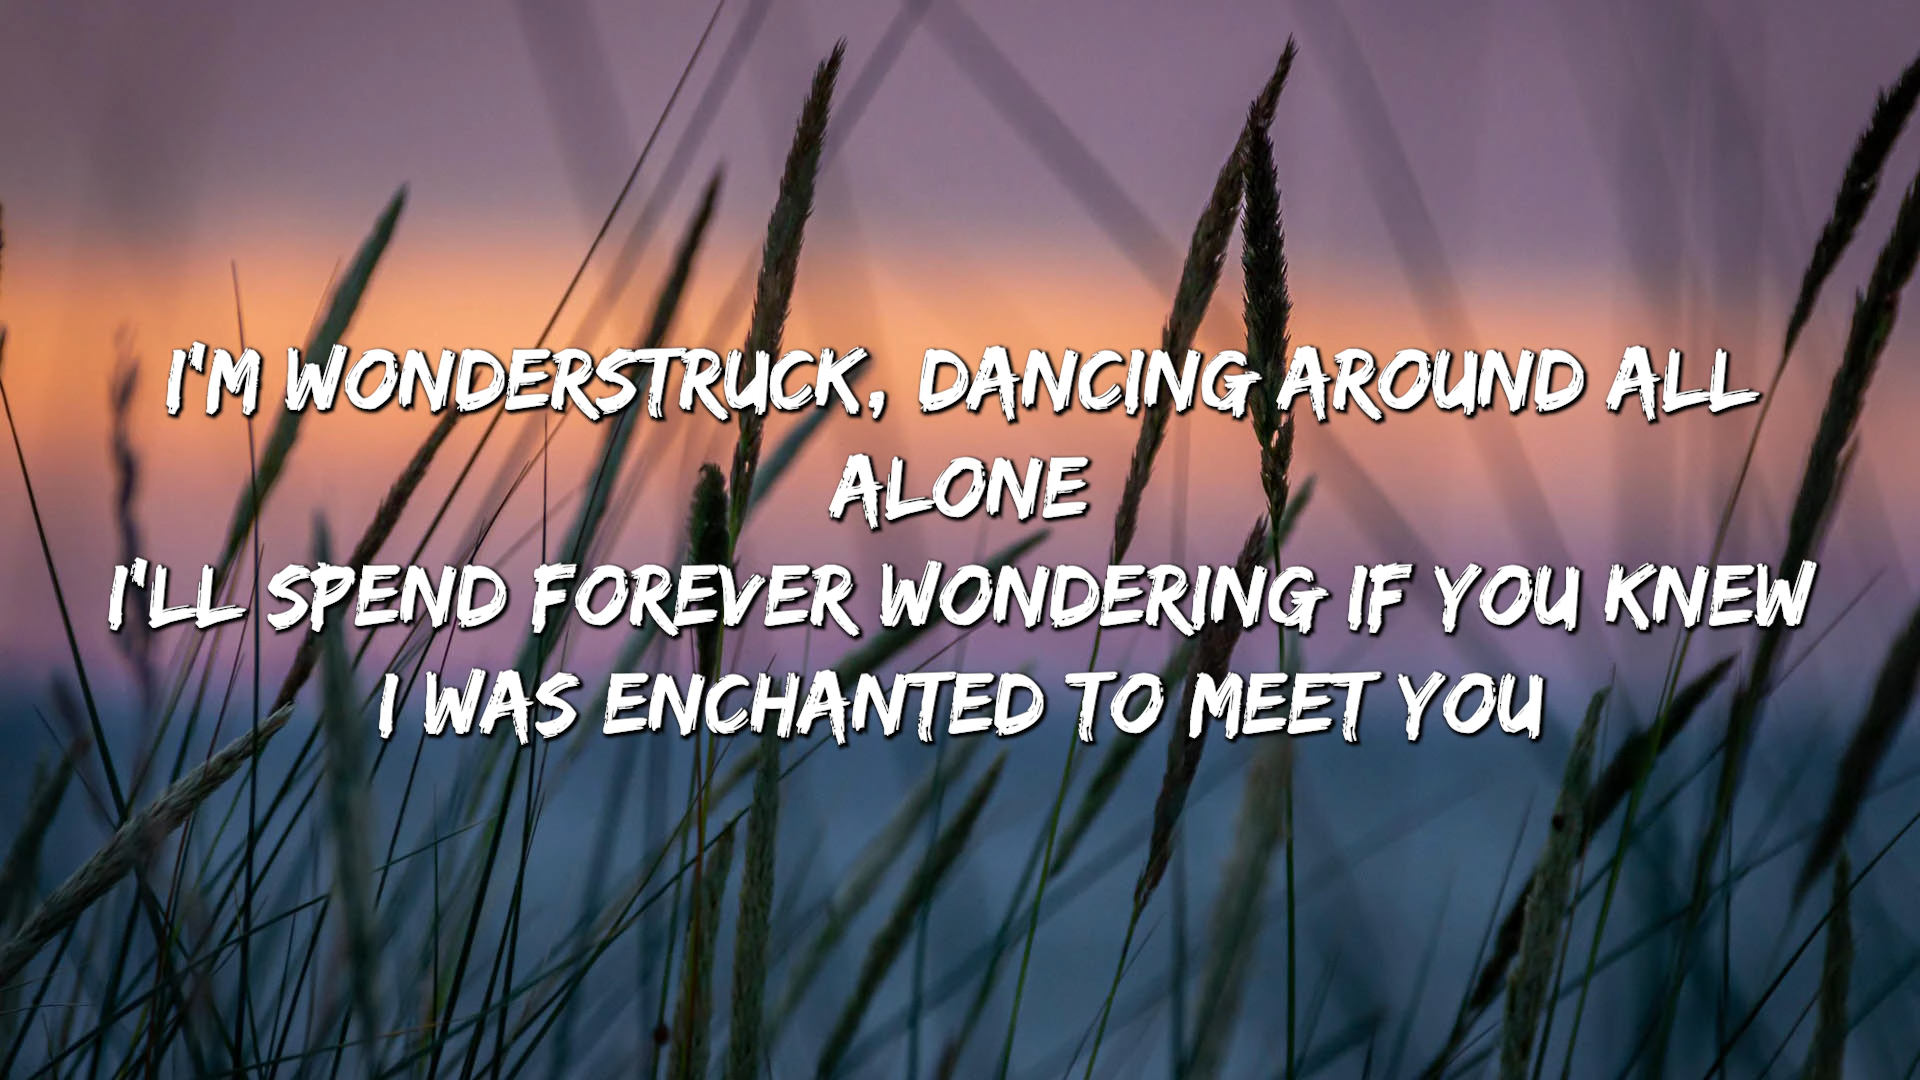 I'M WONDERSTRUCK, DANCING AROUND ALL
ALONE
I'LL SPEND FOREVER WONDERING IF YOU KNEW
I WAS ENCHANTED TO MEET YOU